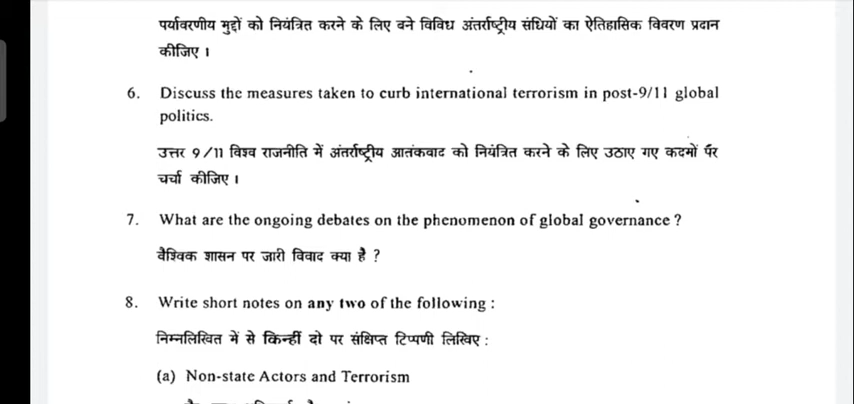 पर्यावरणीय मुद्दों को नियंत्रित करने के लिए बने विविध अंतर्राष्ट्रीय संधियों का ऐतिहासिक विवरण प्रदान
कीजिए ।
6. Discuss the measures taken to curb international terrorism in post-9/11 global
politics.
उत्तर 9/11 विश्व राजनीति में अंतर्राष्ट्रीय आतंकवाद को नियंत्रित करने के लिए उठाए गए कदमों पर
चर्चा कीजिए ।
7. What are the ongoing debates on the phenomenon of global governance ?
वैश्विक शासन पर जारी विवाद क्या है ?
8. Write short notes on any two of the following :
निम्नलिखित में से किन्हीं दो पर संक्षिप्त टिप्पणी लिखिए :
(a) Non-state Actors and Terrorism